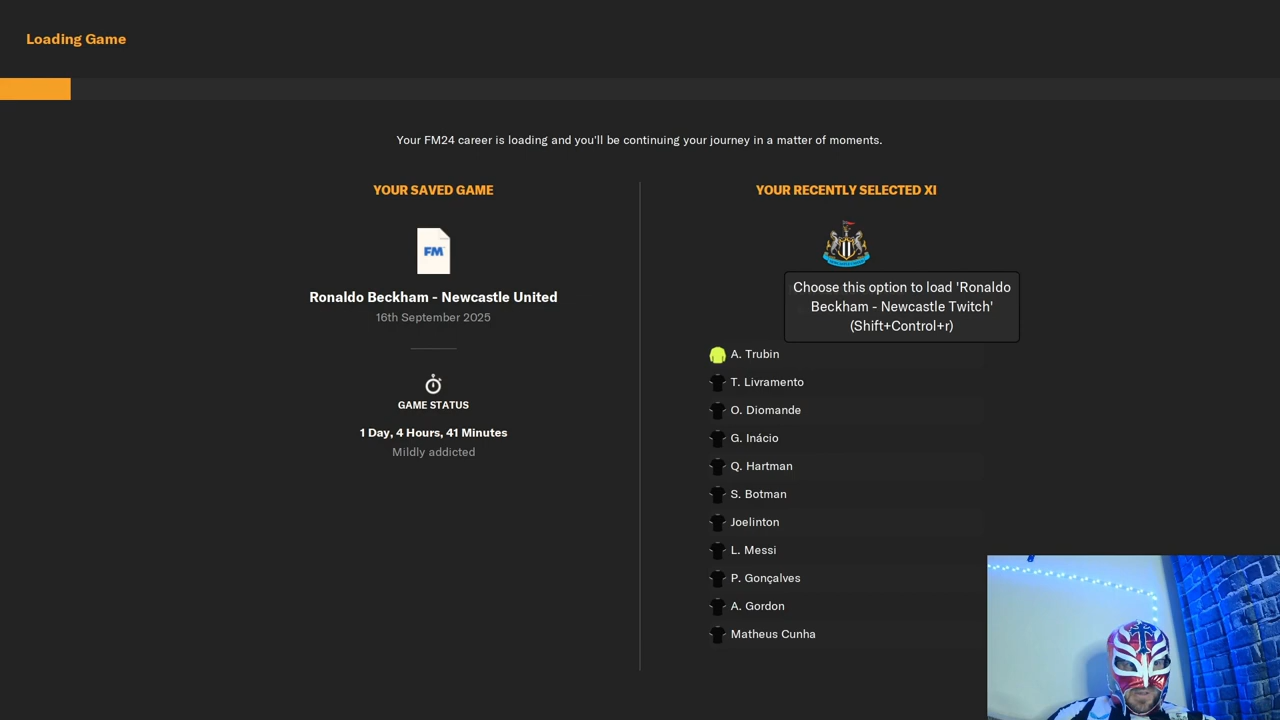 Loading Game
Your FM24 career is loading and you'll be continuing your journey in a matter of moments.
YOUR SAVED GAME
FM
Ronaldo Beckham - Newcastle United
16th September 2025
GAME STATUS
1 Day, 4 Hours, 41 Minutes
Mildly addicted
YOUR RECENTLY SELECTED XI
Choose this option to load 'Ronaldo
Beckham - Newcastle Twitch'
(Shift+Control+r)
A. Trubin
T. Livramento
O. Diomande
G. Inácio
Q. Hartman
S. Botman
Joelinton
L. Messi
P. Gonçalves
A. Gordon
Matheus Cunha